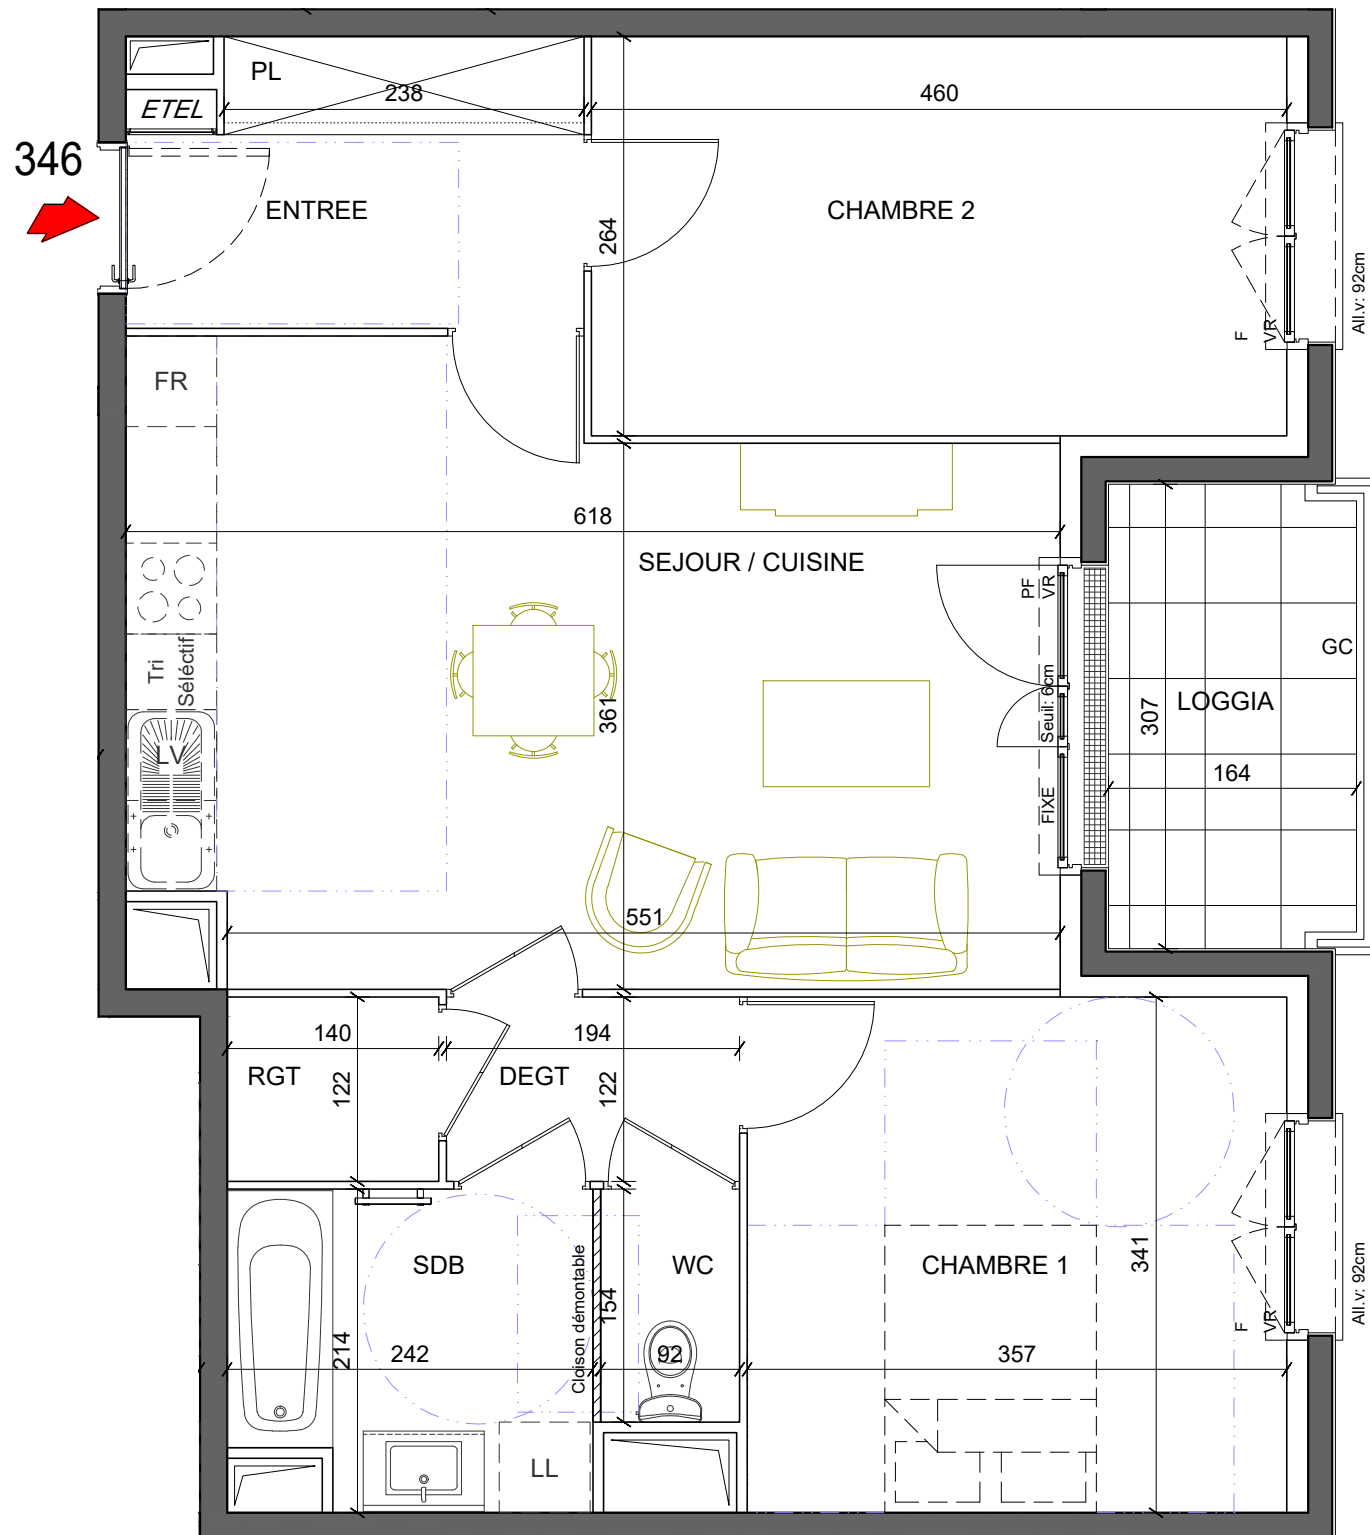 PL
238
460
ETEL
346
ENTREE
264
CHAMBRE 2
All.v: 92cm
F
VR
FR
618
SEJOUR / CUISINE
PF
VR
Tri
Séléctif
GC
361
Seuil: 6cm
307
LOGGIA
LV
164
FIXE
551
140
194
RGT
122
DEGT
122
SDB
Cloison démontable
WC
CHAMBRE 1
341
All.v: 92cm
F
VR
154
214
242
92
357
LL